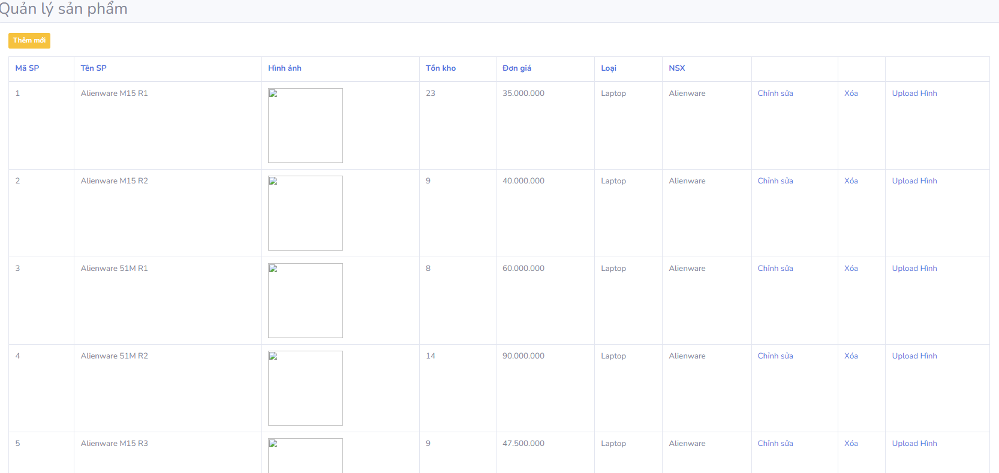 Quản lý sản phẩm
Thêm mới
Mã SP Tên SP Hình ảnh Tồn kho Đơn giá Loại NSX
1 Alienware M15 R1 23 35.000.000 Laptop Alienware Chỉnh sửa Xóa Upload Hình
2 Alienware M15 R2 9 40.000.000 Laptop Alienware Chỉnh sửa Xóa Upload Hình
3 Alienware 51M R1 8 60.000.000 Laptop Alienware Chỉnh sửa Xóa Upload Hình
4 Alienware 51M R2 14 90.000.000 Laptop Alienware Chỉnh sửa Xóa Upload Hình
5 Alienware M15 R3 9 47.500.000 Laptop Alienware Chỉnh sửa Xóa Upload Hình